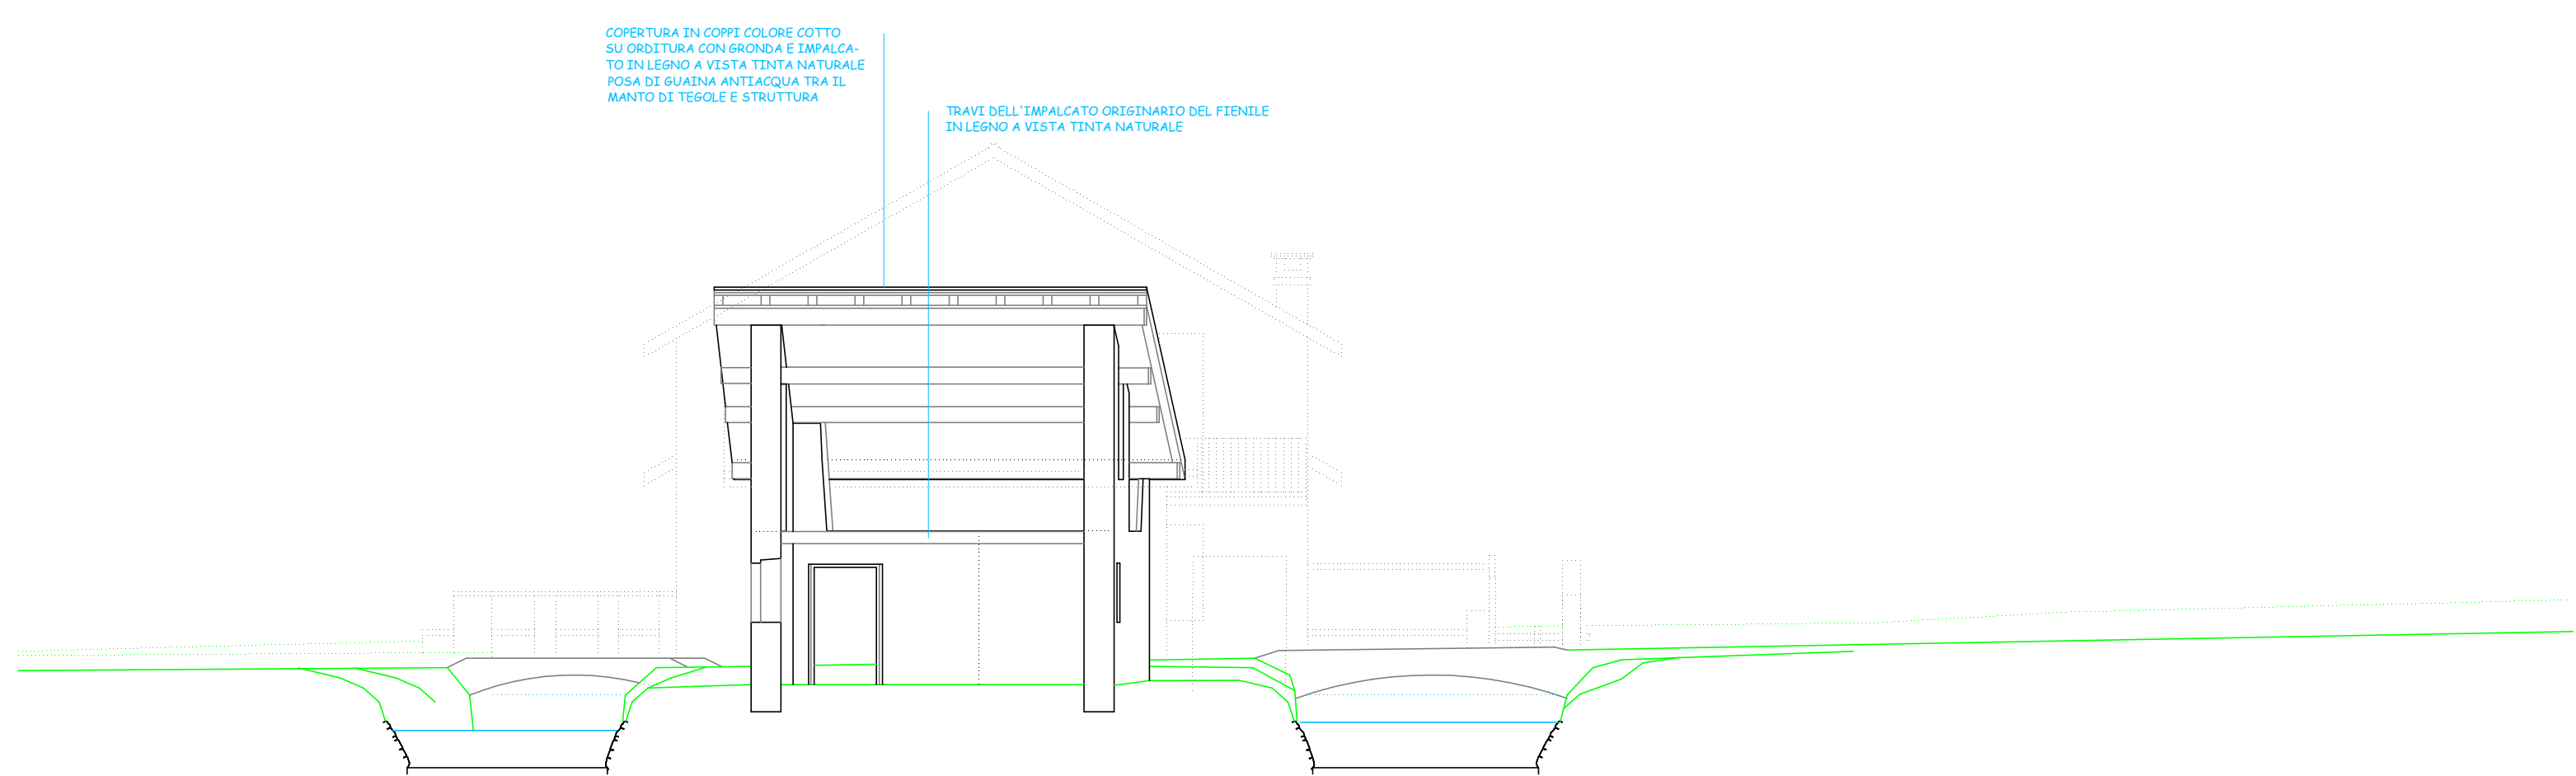 COPERTURA IN COPPI COLORE COTTO
SU ORDITURA CON GRONDA E IMPALCA-
TO IN LEGNO A VISTA TINTA NATURALE
POSA DI GUAINA ANTIACQUA TRA IL
MANTO DI TEGOLE E STRUTTURA
TRAVI DELL'IMPALCATO ORIGINARIO DEL FIENILE
IN LEGNO A VISTA TINTA NATURALE